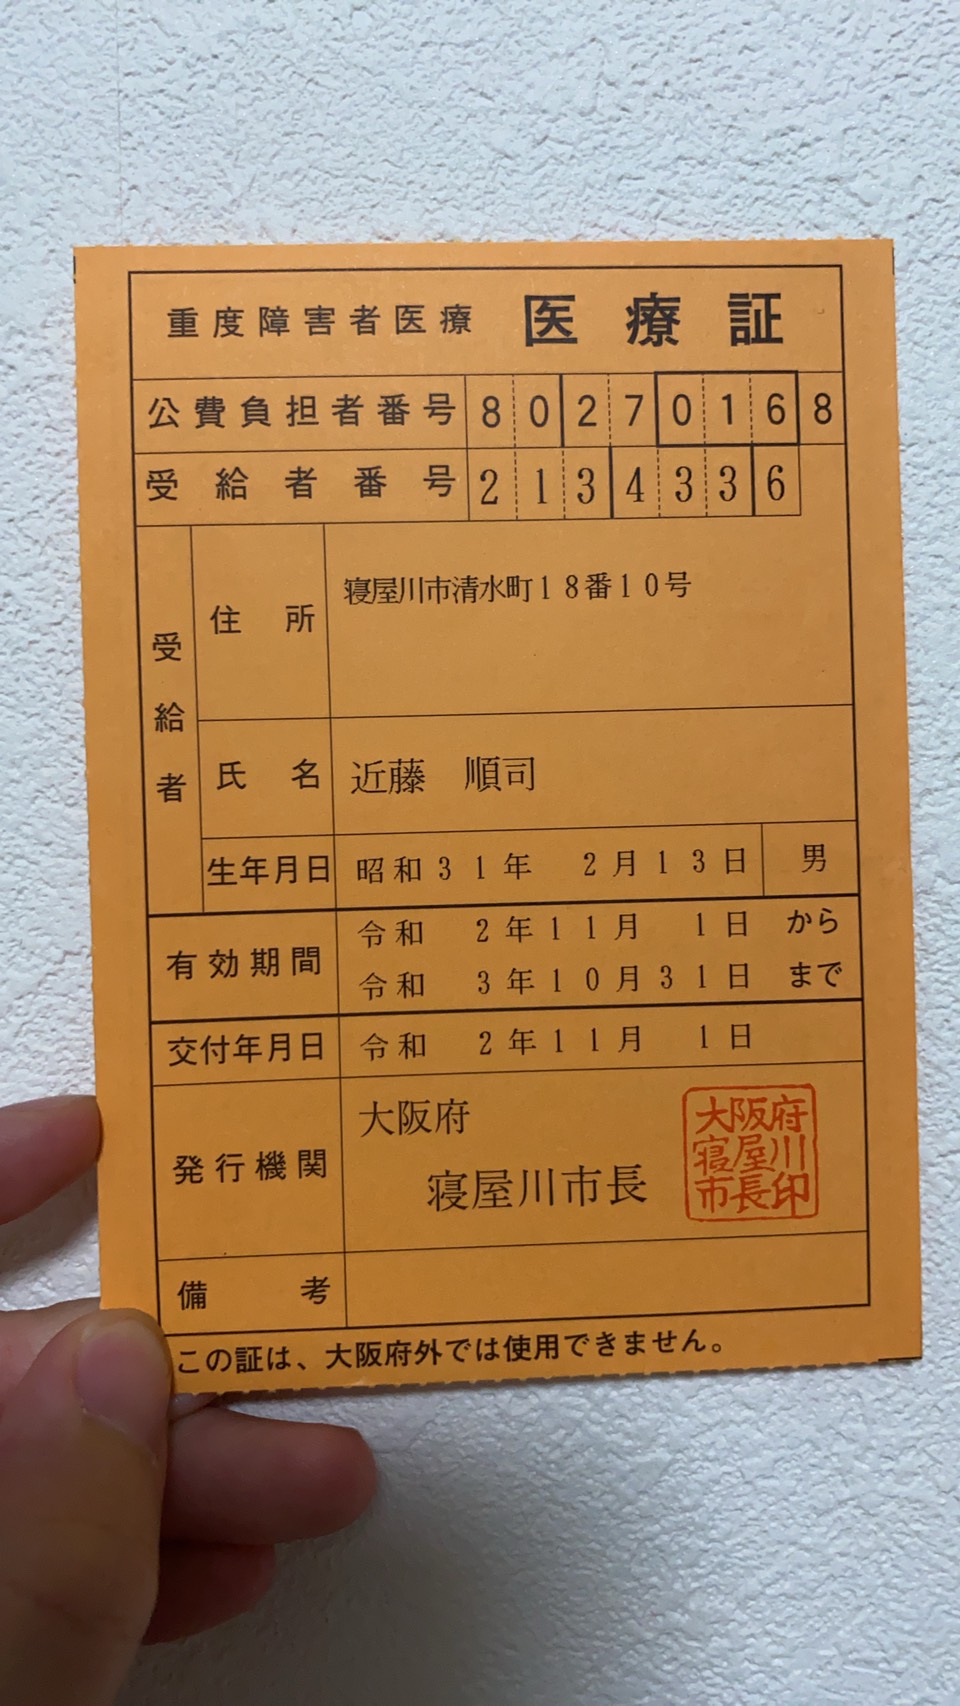 重度障害者医療 医療証
公費負担者番号 80270168
受給者番号 2134336
受給者
住所 寝屋川市清水町18番10号
氏名 近藤 順司
生年月日 昭和31年 2月13日 男
有効期間 令和 2年11月 1日 から
令和 3年10月31日 まで
交付年月日 令和 2年11月 1日
発行機関 大阪府
寝屋川市長
大阪府
寝屋川
市長印
備考
この証は、大阪府外では使用できません。